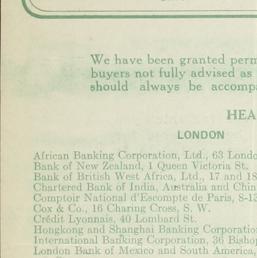 We have been granted perm
buyers not fully advised as
should always be accompa
HEA
LONDON
African Banking Corporation, Ltd., 63 Londo
Bank of New Zealand, 1 Queen Victoria St.
Bank of British West Africa, Ltd., 17 and 18
Chartered Bank of India, Australia and Chin
Comptoir National d'Escompte de Paris, 8-13
Cox & Co., 16 Charing Cross, S. W.
Crédit Lyonnais, 40 Lombard St.
Hongkong and Shanghai Banking Corporatio
International Banking Corporation, 36 Bishop
London Bank of Mexico and South America,